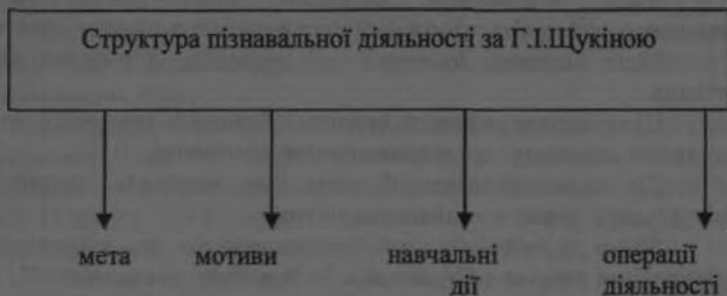 Структура пізнавальної діяльності за Г.І.Щукіною
мета мотиви навчальні операції
дії діяльності